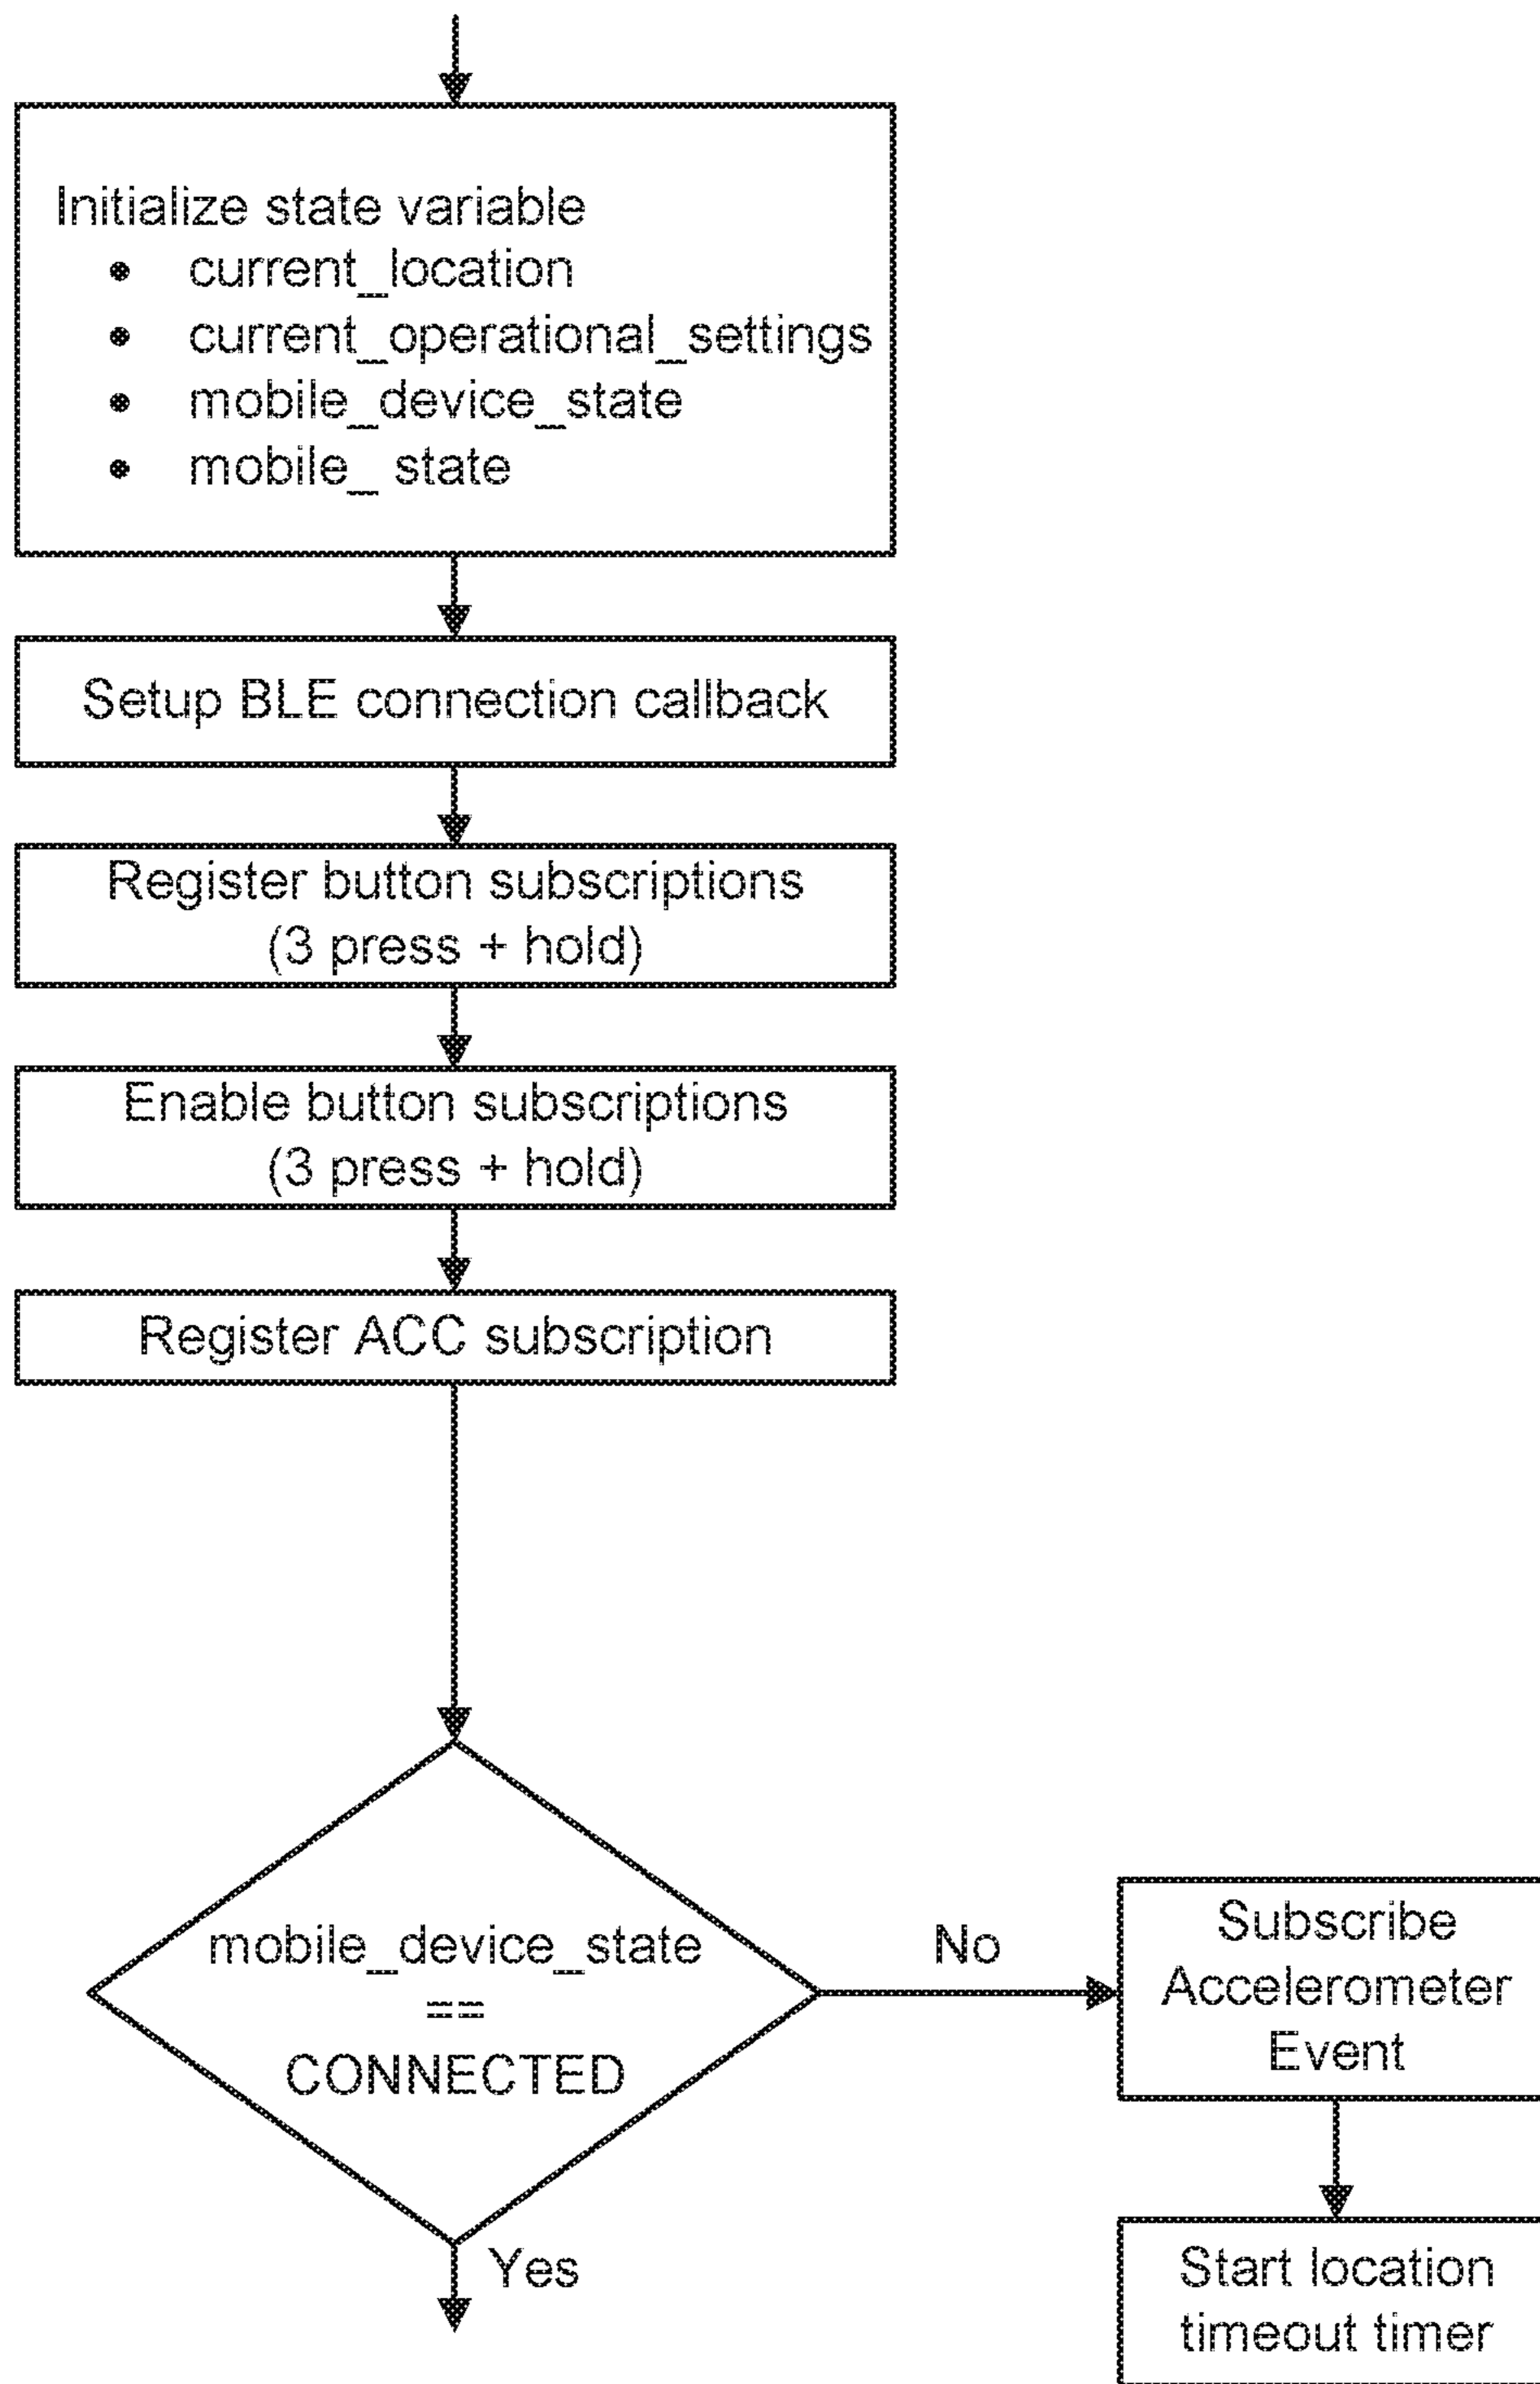 Initialize state variable
• current_location
• current_operational_settings
• mobile_device_state
• mobile_ state
Setup BLE connection callback
Register button subscriptions
(3 press + hold)
Enable button subscriptions
(3 press + hold)
Register ACC subscription
mobile_device_state
==
CONNECTED
No
Subscribe
Accelerometer
Event
Yes
Start location
timeout timer